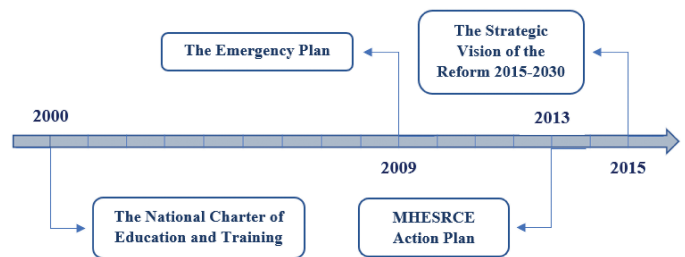 The Strategic
Vision of the
Reform 2015-2030
The Emergency Plan
2000
2013
2009
2015
The National Charter of
Education and Training
MHESRCE
Action Plan